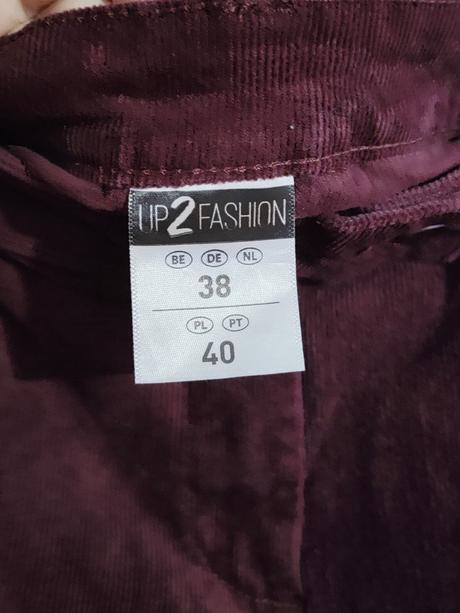 UP2FASHION
BE DE NL
38
PL PT
40